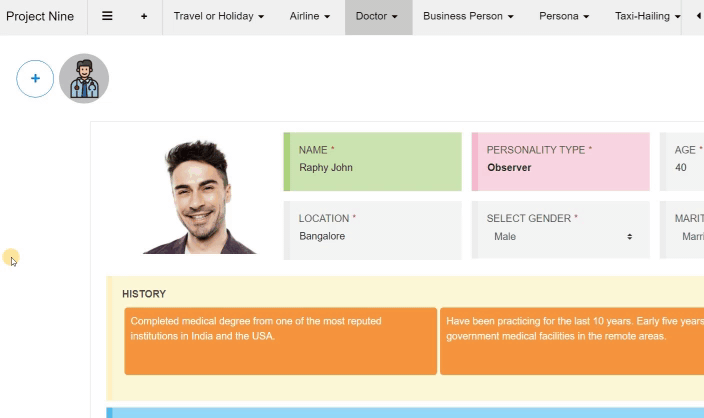 Project Nine
Travel or Holiday
Airline
Doctor
Business Person
Persona
Taxi-Hailing
NAME * PERSONALITY TYPE * AGE *
Raphy John Observer 40
LOCATION * SELECT GENDER * MARIT
Bangalore Male Marri
HISTORY
Completed medical degree from one of the most reputed
institutions in India and the USA.
Have been practicing for the last 10 years. Early five years
government medical facilities in the remote areas.